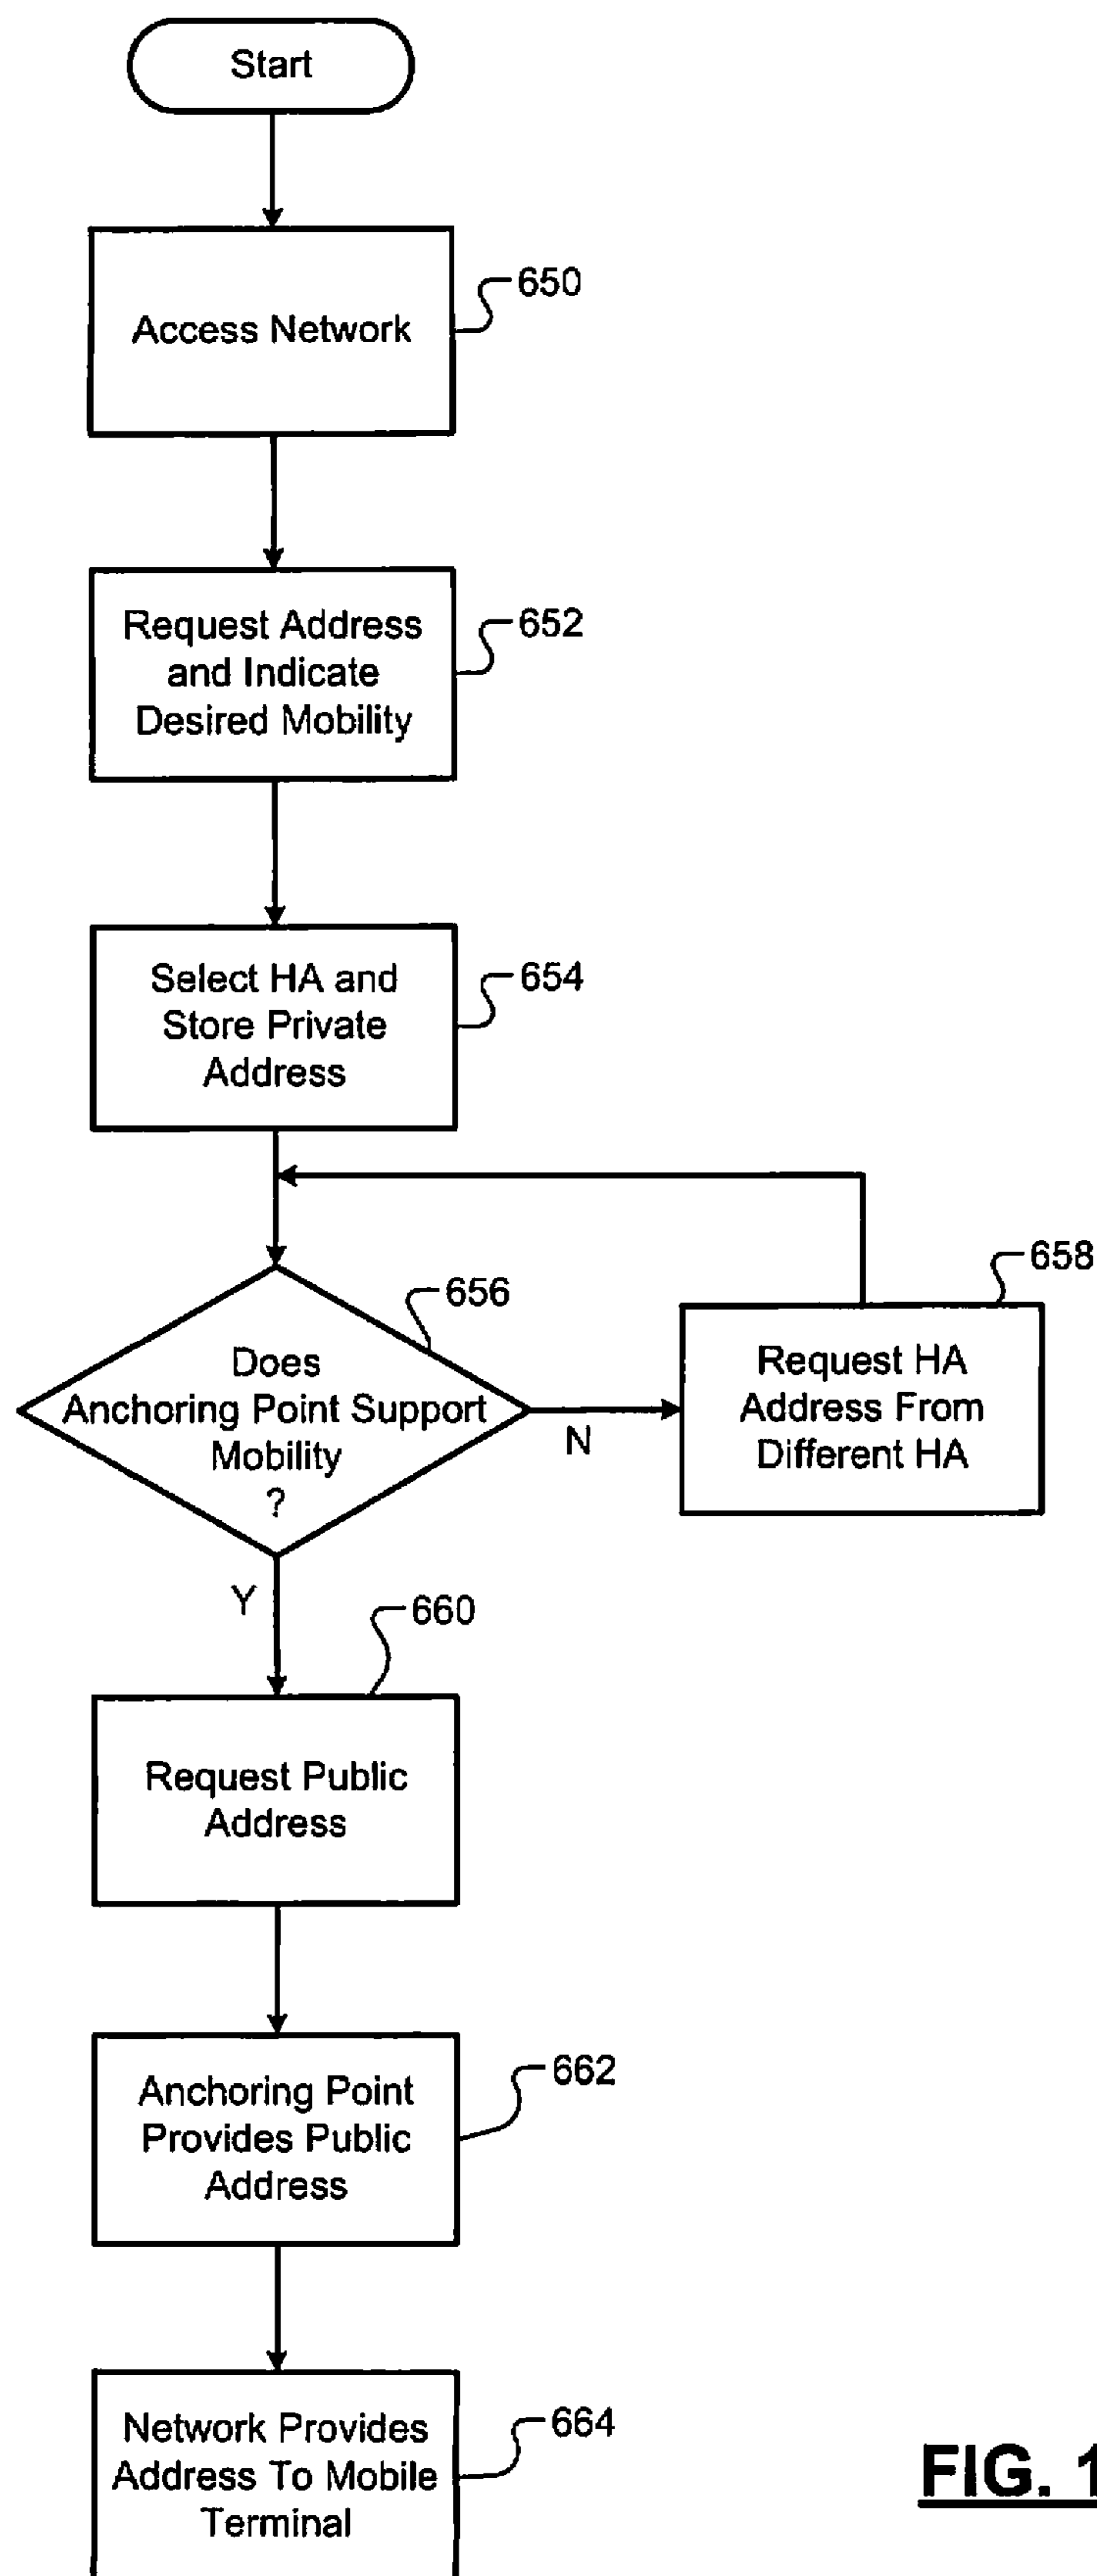 Start
650
Access Network
652
Request Address
and Indicate
Desired Mobility
654
Select HA and
Store Private
Address
656
Does
Anchoring Point Support
Mobility
?
N
658
Request HA
Address From
Different HA
Y
660
Request Public
Address
662
Anchoring Point
Provides Public
Address
664
Network Provides
Address To Mobile
Terminal
FIG. 1